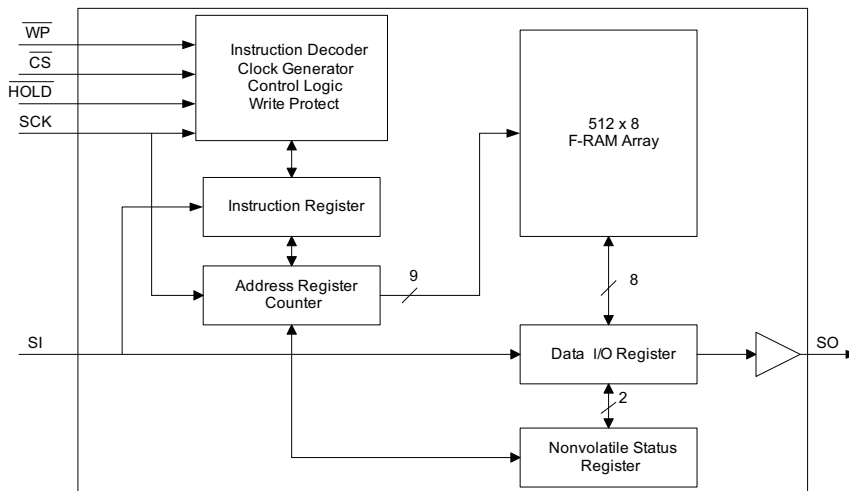 WP
CS
HOLD
SCK
Instruction Decoder
Clock Generator
Control Logic
Write Protect
512 x 8
F-RAM Array
Instruction Register
Address Register
Counter
9
8
SI
Data I/O Register
SO
2
Nonvolatile Status
Register